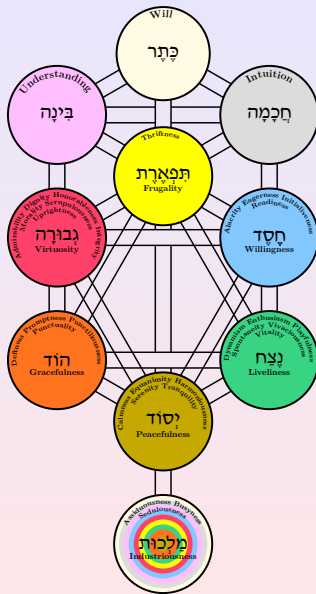 Will
כֶּתֶר
Understanding
בִּינָה
Intuition
חֲכָמָה
Thriftness
תִּפְאֶרֶת
Frugality
Admirability Dignity Honorableness Integrity
Morality Scrupulousness
Uprightness
גְבוּרָה
Virtuosity
Alacrity Eagerness Initiativeness
Readiness
חֶסֶד
Willingness
Deftness Promptness Punctiliousness
Punctuality
הוֹד
Gracefulness
Dynamism Enthusiasm Playfulness
Spontaneity Vivaciousness
Vitality
נֶצַח
Liveliness
Calmness Equanimity Harmoniousness
Serenity Tranquility
יְסוֹד
Peacefulness
Assiduousness Busyness
Sedulousness
מַלְכוּת
Industriousness